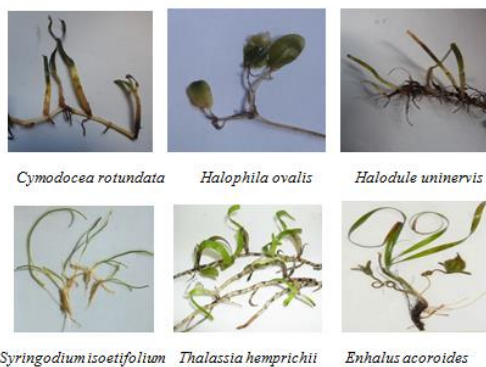 Cymodocea rotundata
Halophila ovalis
Halodule uninervis
Syringodium isoetifolium
Thalassia hemprichii
Enhalus acoroides